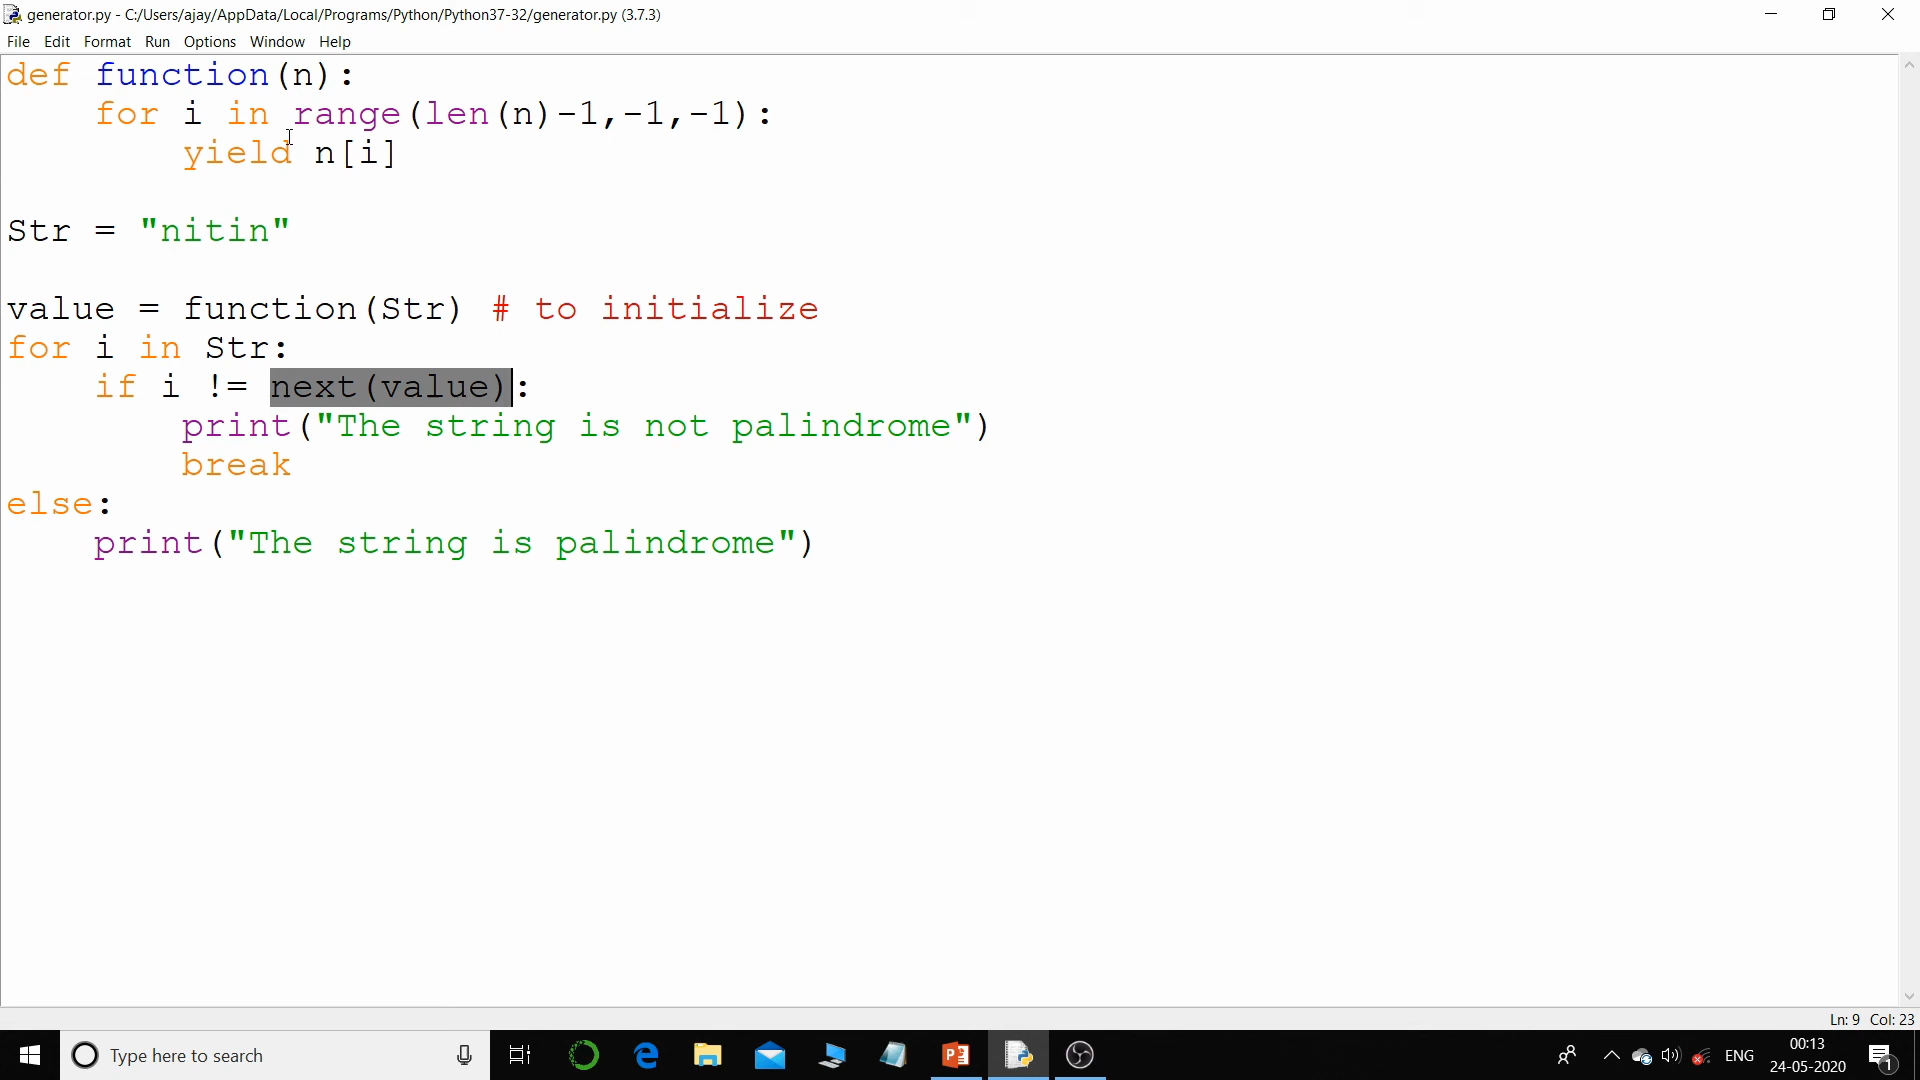 generator.py - C:/Users/ajay/AppData/Local/Programs/Python/Python37-32/generator.py (3.7.3)
File Edit Format Run Options Window Help
def function(n):
    for i in range(len(n)-1,-1,-1):
        yield n[i]
Str = "nitin"
value = function(Str) # to initialize
for i in Str:
    if i != next(value):
        print("The string is not palindrome")
        break
else:
    print("The string is palindrome")
Ln: 9 Col: 23
Type here to search
ENG
00:13
24-05-2020
1